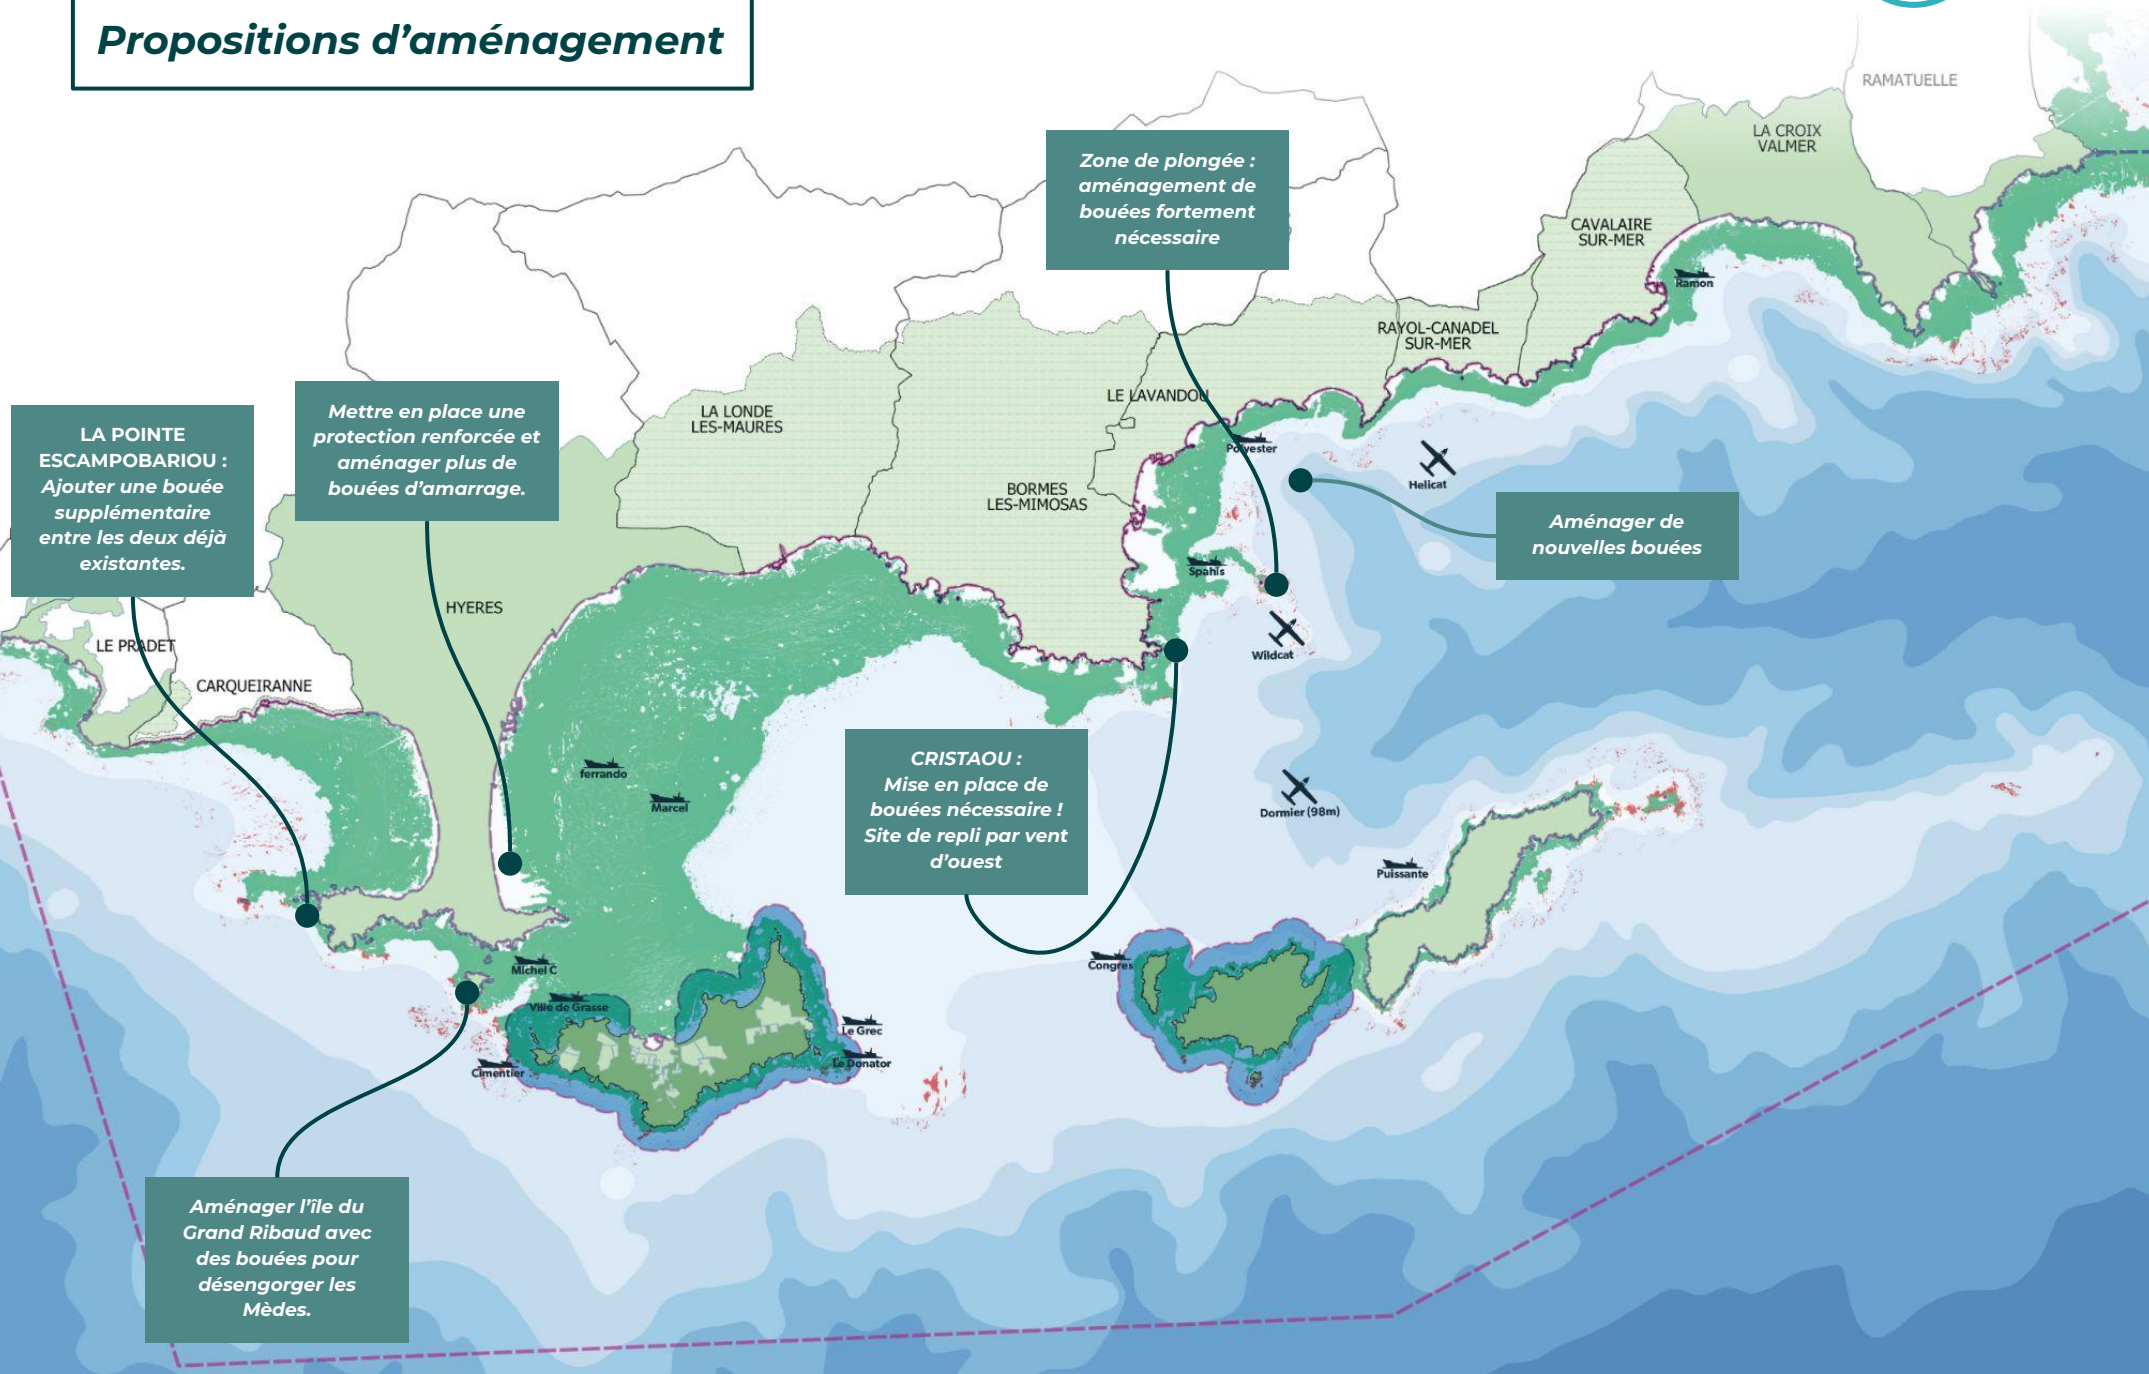 Propositions d'aménagement
RAMATUELLE
LA CROIX
VALMER
Zone de plongée :
aménagement de
bouées fortement
nécessaire
CAVALAIRE
SUR-MER
Ramon
RAYOL-CANADEL
SUR-MER
LE LAVANDOU
Mettre en place une
protection renforcée et
aménager plus de
bouées d'amarrage.
LA LONDE
LES-MAURES
LA POINTE
ESCAMPOBARIOU :
Ajouter une bouée
supplémentaire
entre les deux déjà
existantes.
Polyester
Helicat
BORMES
LES-MIMOSAS
Aménager de
nouvelles bouées
Spahis
HYERES
LE PRADET
Wildcat
CARQUEIRANNE
CRISTAOU :
Mise en place de
bouées nécessaire !
Site de repli par vent
d'ouest
ferrando
Marcel
Dormier (98m)
Puissante
Michel C
Congres
Ville de Grasse
Le Grec
Le Donator
Cimentier
Aménager l'île du
Grand Ribaud avec
des bouées pour
désengorger les
Mèdes.